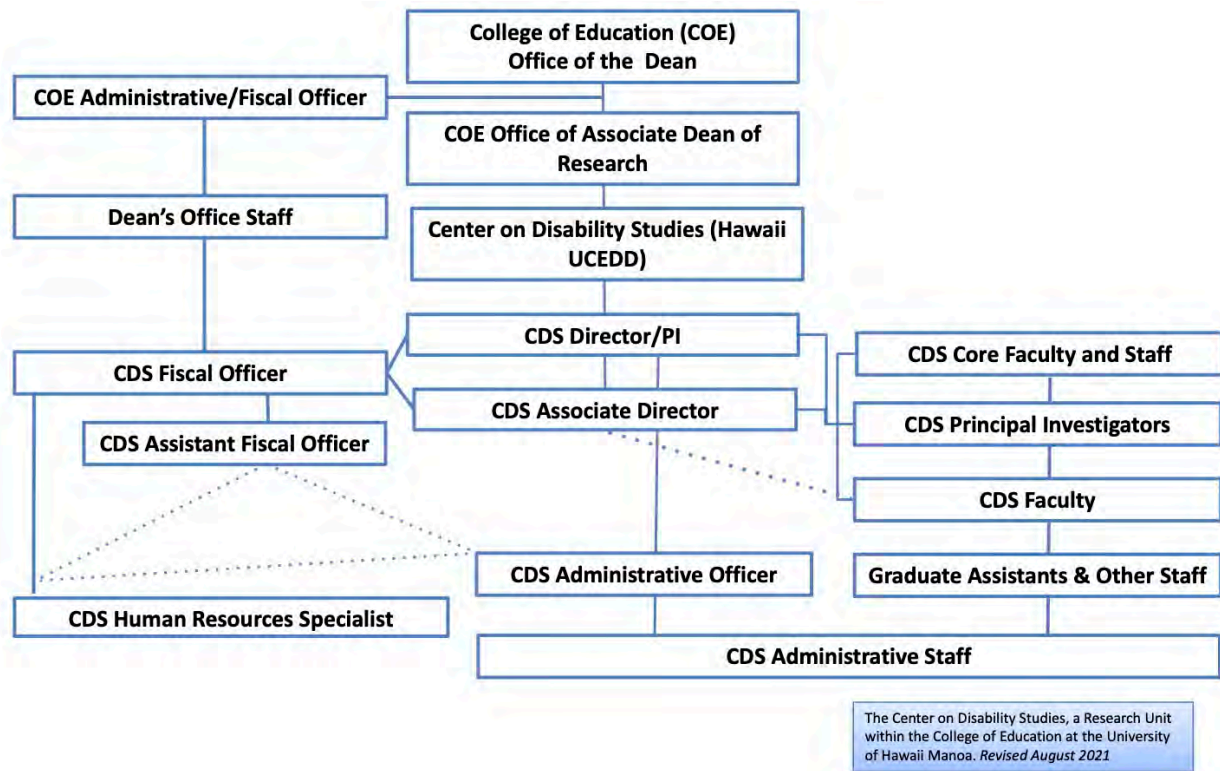 College of Education (COE)
Office of the Dean
COE Administrative/Fiscal Officer
COE Office of Associate Dean of
Research
Dean’s Office Staff
Center on Disability Studies (Hawaii
UCEDD)
CDS Director/PI
CDS Core Faculty and Staff
CDS Fiscal Officer
CDS Associate Director
CDS Principal Investigators
CDS Assistant Fiscal Officer
CDS Faculty
CDS Administrative Officer
Graduate Assistants & Other Staff
CDS Human Resources Specialist
CDS Administrative Staff
The Center on Disability Studies, a Research Unit
within the College of Education at the University
of Hawaii Manoa. Revised August 2021